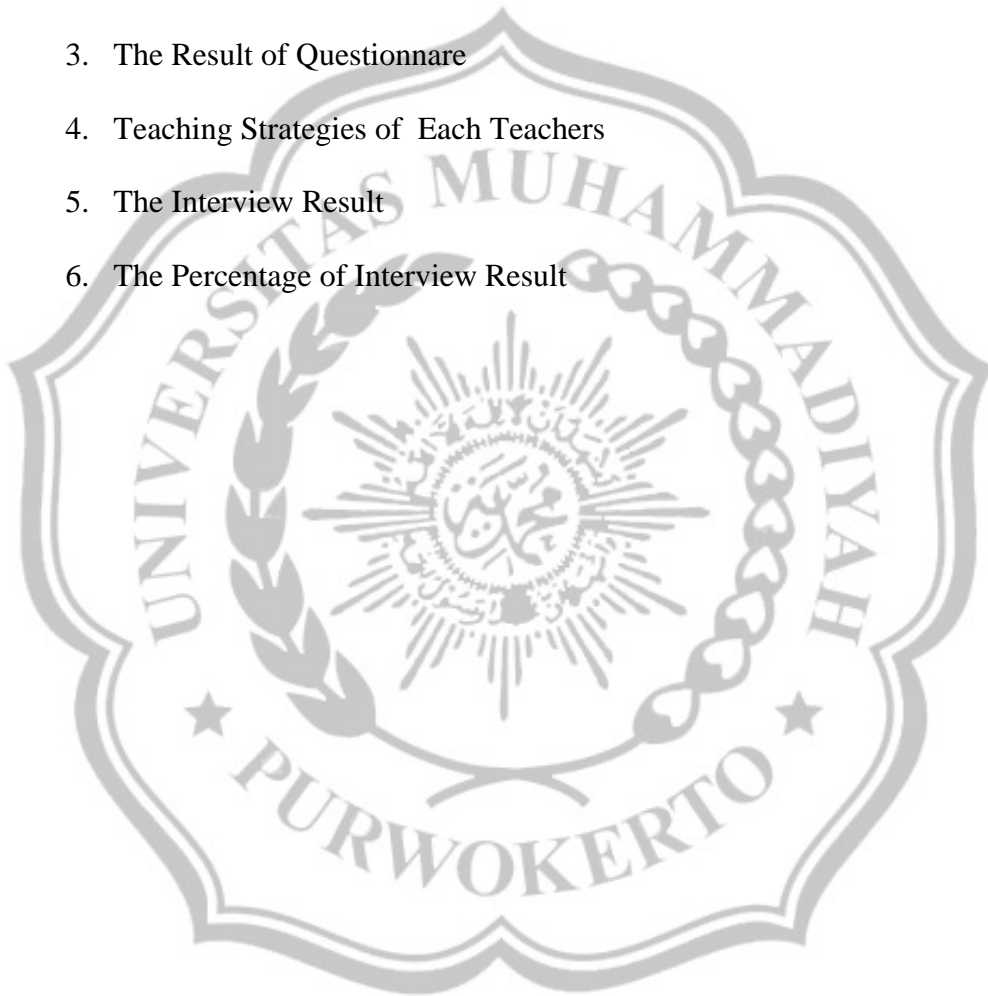 3. The Result of Questionnare
4. Teaching Strategies of Each Teachers
5. The Interview Result
6. The Percentage of Interview Result
UNIVERSITAS MUHAMMADIYAH
PURWOKERTO